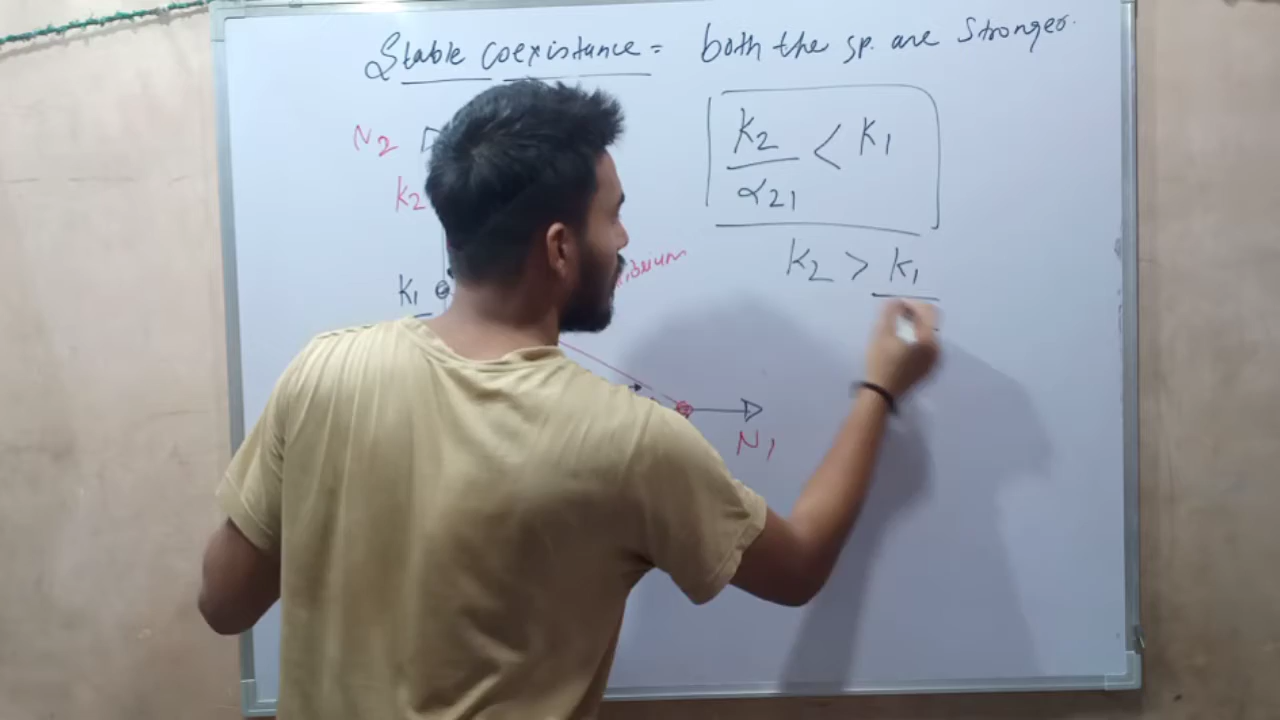 Stable coexistance = both the sp. are Stronger.
N2
K2
K2 / α21 < K1
K2 > K1
K1
N1